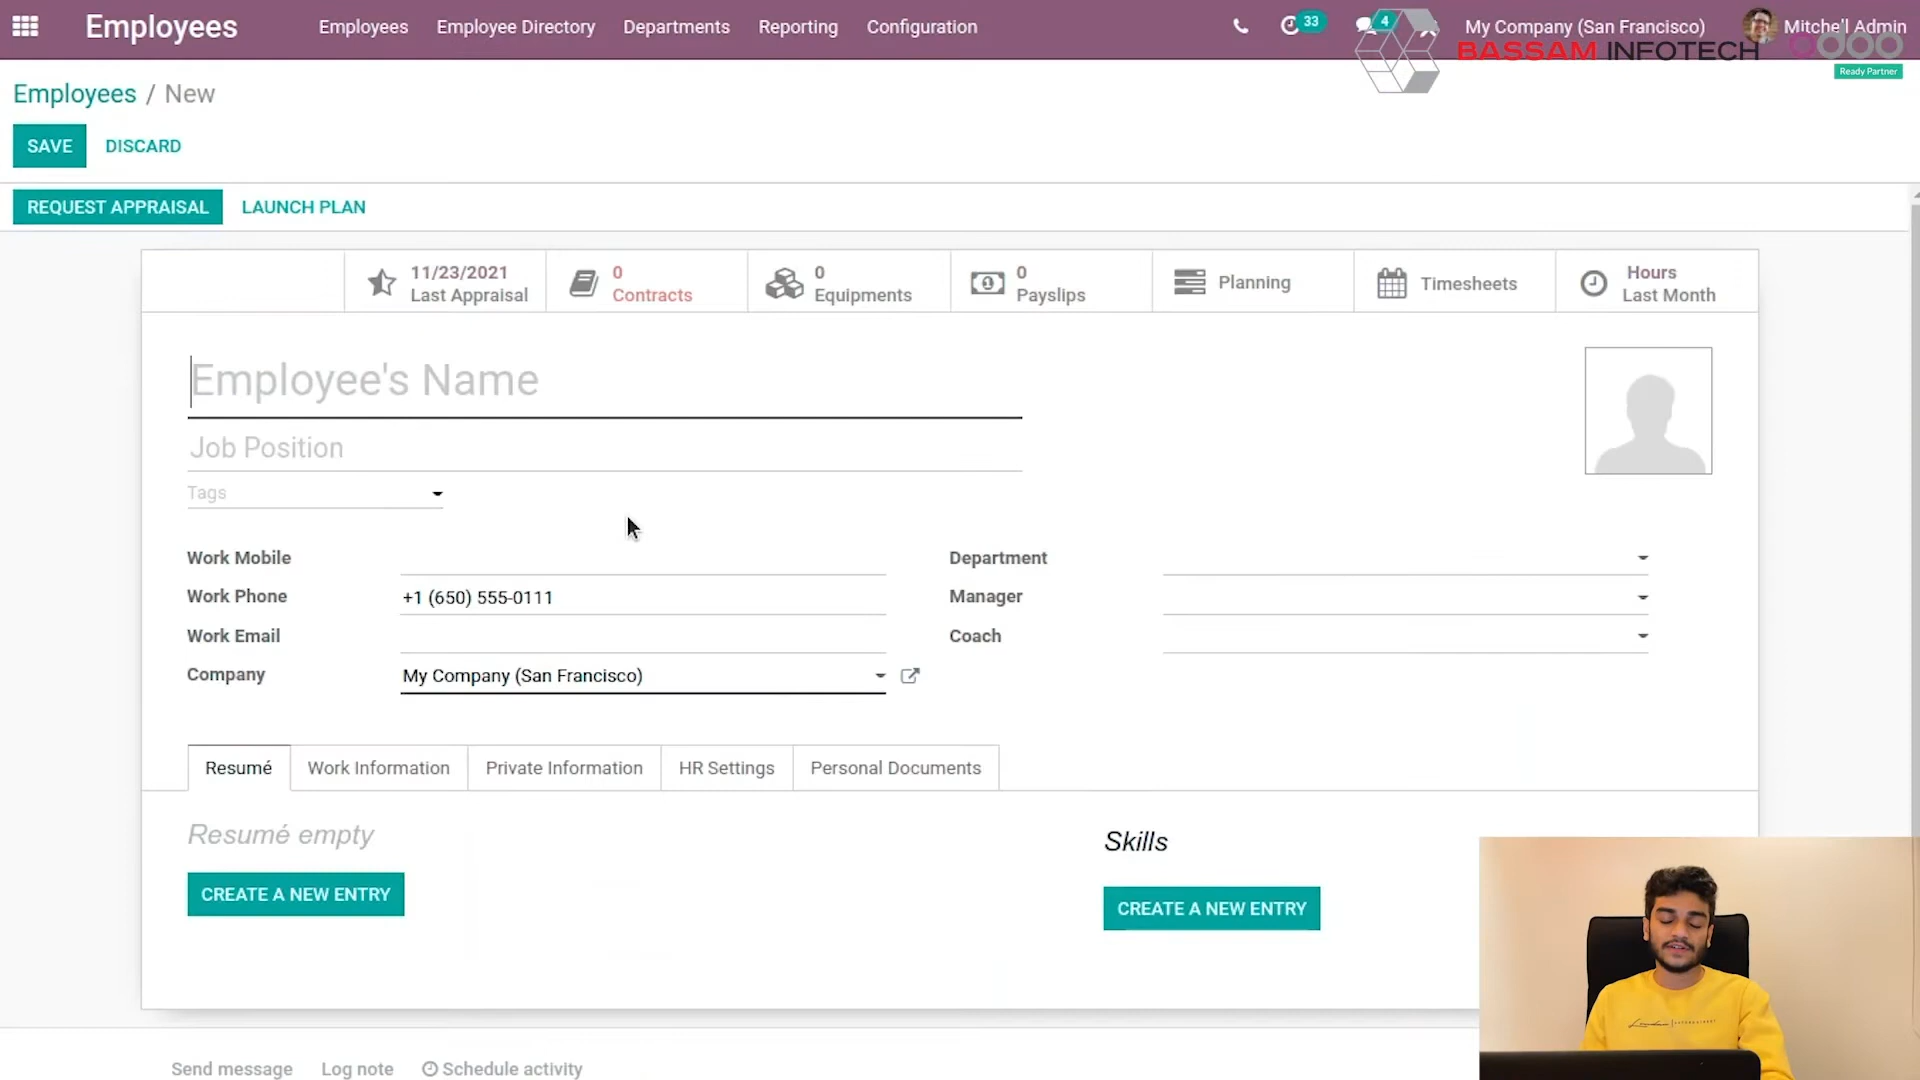 Employees
Employees Employee Directory Departments Reporting Configuration
33
4
My Company (San Francisco)
Mitchell Admin
BASSAM INFOTECH
odoo
Ready Partner
Employees / New
SAVE DISCARD
REQUEST APPRAISAL LAUNCH PLAN
11/23/2021
Last Appraisal
0
Contracts
0
Equipments
0
Payslips
Planning
Timesheets
Hours
Last Month
Employee's Name
Job Position
Tags
Work Mobile
Department
Work Phone +1 (650) 555-0111
Manager
Work Email
Coach
Company My Company (San Francisco)
Resumé Work Information Private Information HR Settings Personal Documents
Resumé empty
Skills
CREATE A NEW ENTRY
CREATE A NEW ENTRY
Send message Log note Schedule activity